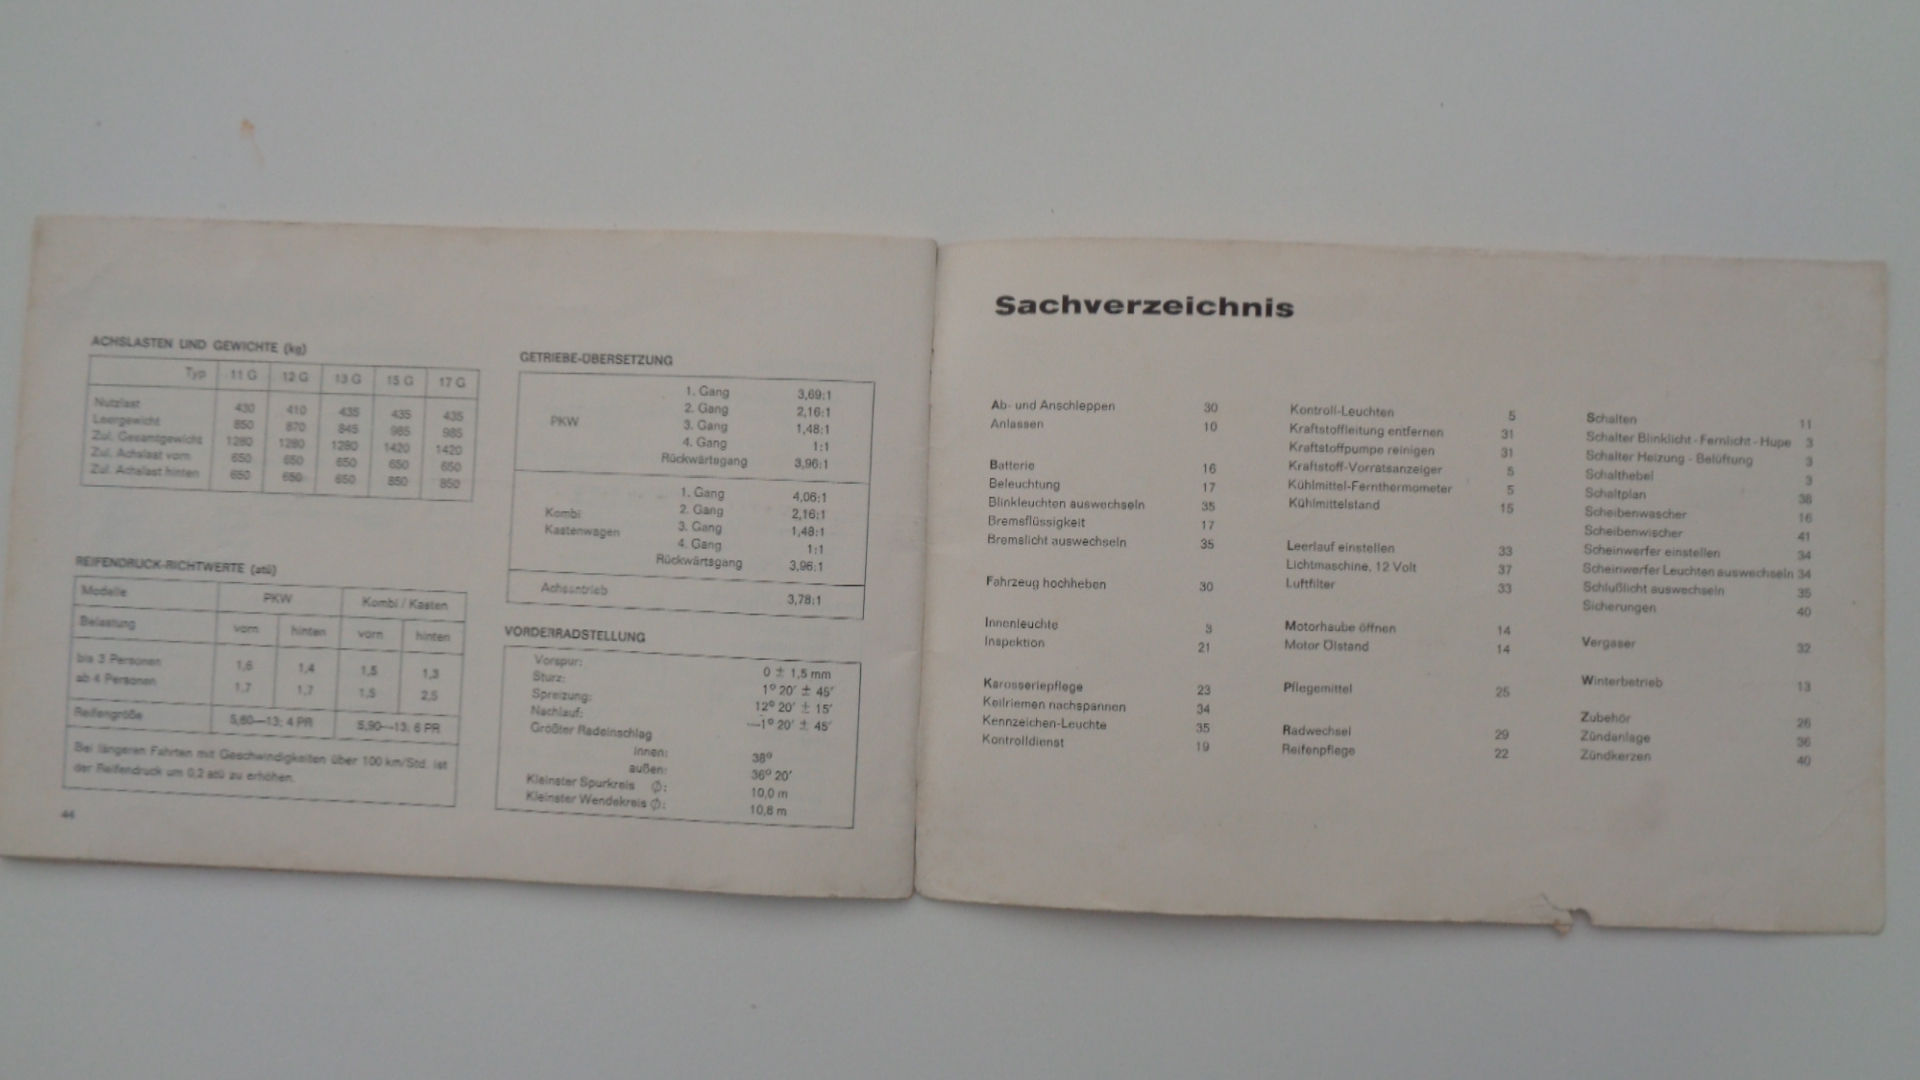 ACHSLASTEN UND GEWICHTE (kg)
Typ 11 G 12 G 13 G 15 G 17 G
Nutzlast 430 410 435 435 435
Leergewicht 850 870 845 985 985
Zul. Gesamtgewicht 1280 1280 1280 1420 1420
Zul. Achslast vorn 650 650 650 650 650
Zul. Achslast hinten 650 650 650 850 850
REIFENDRUCK-RICHTWERTE (atü)
Modelle PKW Kombi / Kasten
Belastung vorn hinten vorn hinten
bis 3 Personen 1,6 1,4 1,5 1,3
ab 4 Personen 1,7 1,7 1,5 2,5
Reifengröße 5,60—13; 4 PR 5,90—13; 6 PR
Bei längeren Fahrten mit Geschwindigkeiten über 100 km/Std. ist
der Reifendruck um 0,2 atü zu erhöhen.
44
GETRIEBE-ÜBERSETZUNG
PKW
1. Gang 3,69:1
2. Gang 2,16:1
3. Gang 1,48:1
4. Gang 1:1
Rückwärtsgang 3,96:1
Kombi
Kastenwagen
1. Gang 4,06:1
2. Gang 2,16:1
3. Gang 1,48:1
4. Gang 1:1
Rückwärtsgang 3,96:1
Achsantrieb 3,78:1
VORDERRADSTELLUNG
Vorspur: 0 ± 1,5 mm
Sturz: 1° 20′ ± 45′
Spreizung: 12° 20′ ± 15′
Nachlauf: —1° 20′ ± 45′
Größter Radeinschlag
innen: 38°
außen: 36° 20′
Kleinster Spurkreis ∅: 10,0 m
Kleinster Wendekreis ∅: 10,8 m
Sachverzeichnis
Ab- und Anschleppen 30
Anlassen 10
Batterie 16
Beleuchtung 17
Blinkleuchten auswechseln 35
Bremsflüssigkeit 17
Bremslicht auswechseln 35
Fahrzeug hochheben 30
Innenleuchte 3
Inspektion 21
Karosseriepflege 23
Keilriemen nachspannen 34
Kennzeichen-Leuchte 35
Kontrolldienst 19
Kontroll-Leuchten 5
Kraftstoffleitung entfernen 31
Kraftstoffpumpe reinigen 31
Kraftstoff-Vorratsanzeiger 5
Kühlmittel-Fernthermometer 5
Kühlmittelstand 15
Leerlauf einstellen 33
Lichtmaschine, 12 Volt 37
Luftfilter 33
Motorhaube öffnen 14
Motor Ölstand 14
Pflegemittel 25
Radwechsel 29
Reifenpflege 22
Schalten 11
Schalter Blinklicht - Fernlicht - Hupe 3
Schalter Heizung - Belüftung 3
Schalthebel 3
Schaltplan 38
Scheibenwascher 16
Scheibenwischer 41
Scheinwerfer einstellen 34
Scheinwerfer Leuchten auswechseln 34
Schlußlicht auswechseln 35
Sicherungen 40
Vergaser 32
Winterbetrieb 13
Zubehör 26
Zündanlage 36
Zündkerzen 40